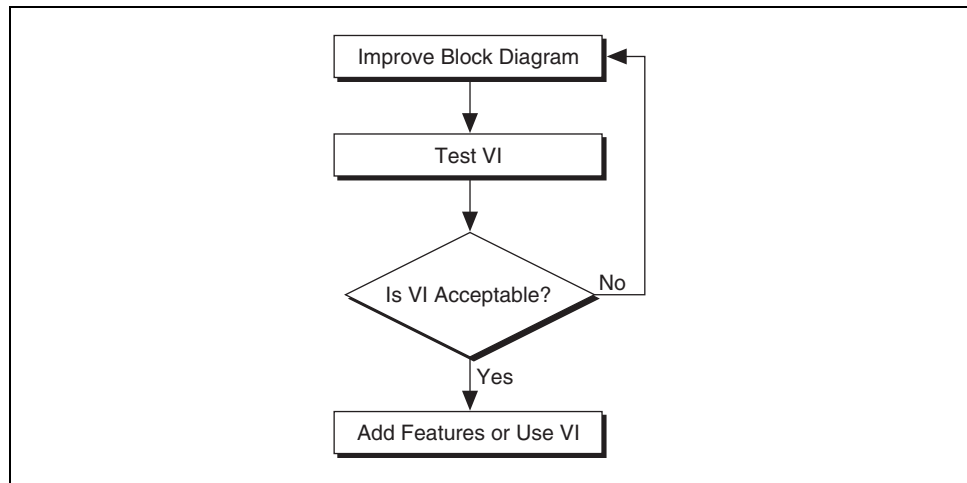 Improve Block Diagram
Test VI
Is VI Acceptable?
No
Yes
Add Features or Use VI